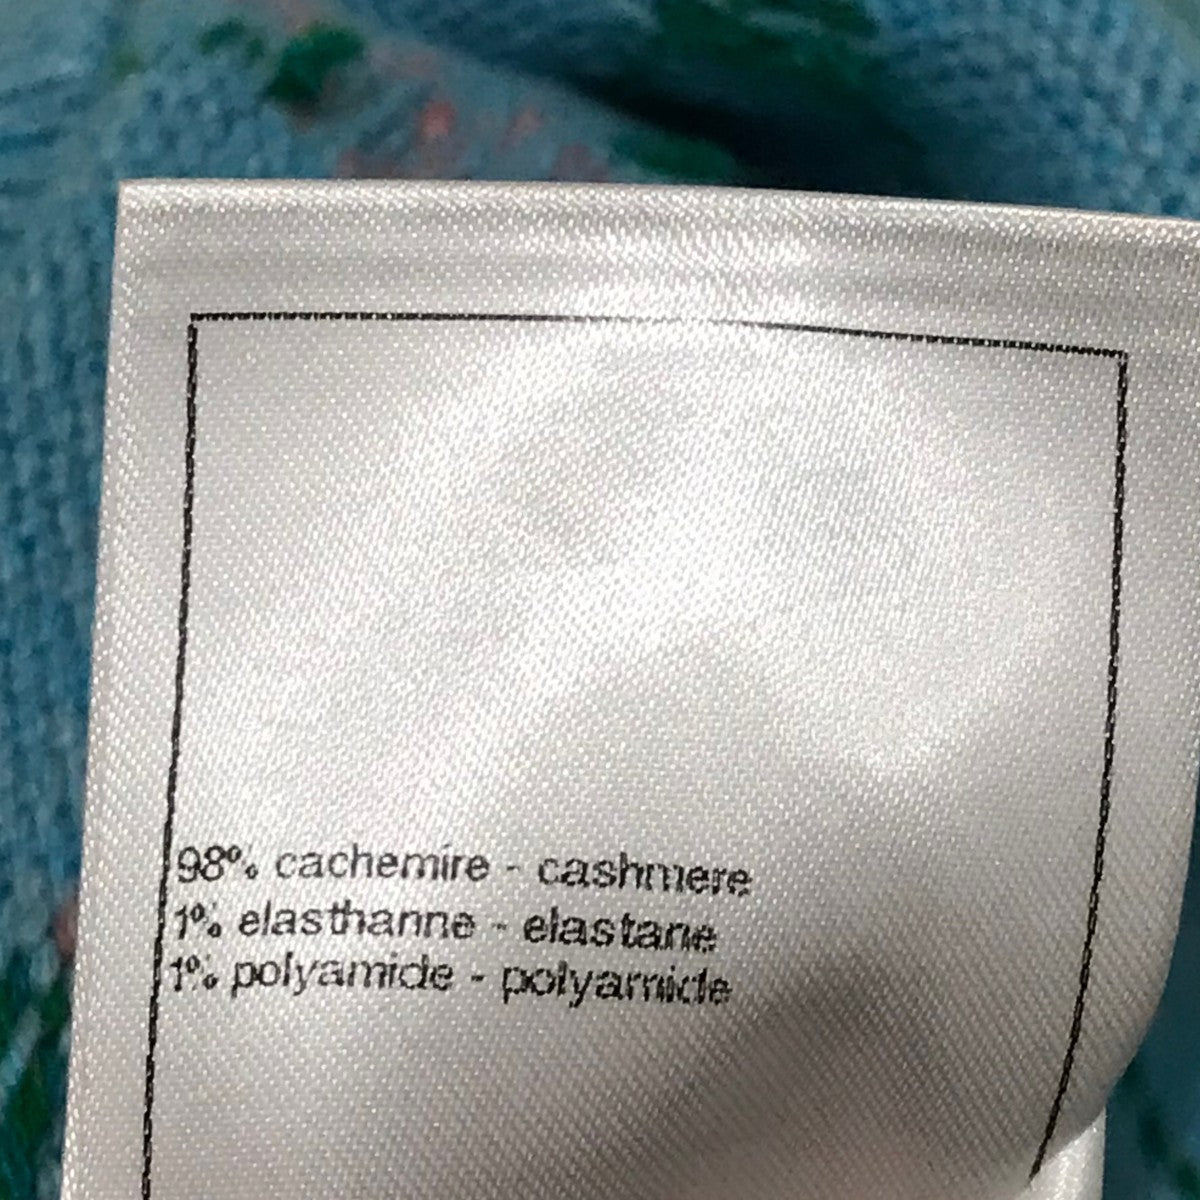 98% cachemire - cashmere
1% elasthanne - elastane
1% polyamide - polyamide